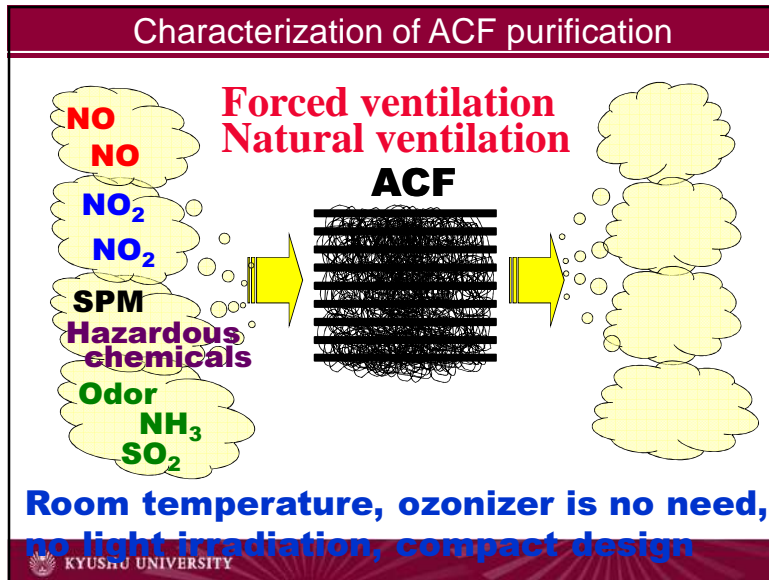 Characterization of ACF purification
Forced ventilation
Natural ventilation
ACF
NO
NO
NO₂
NO₂
SPM
Hazardous
chemicals
Odor
NH₃
SO₂
Room temperature, ozonizer is no need,
no light irradiation, compact design
KYUSHU UNIVERSITY